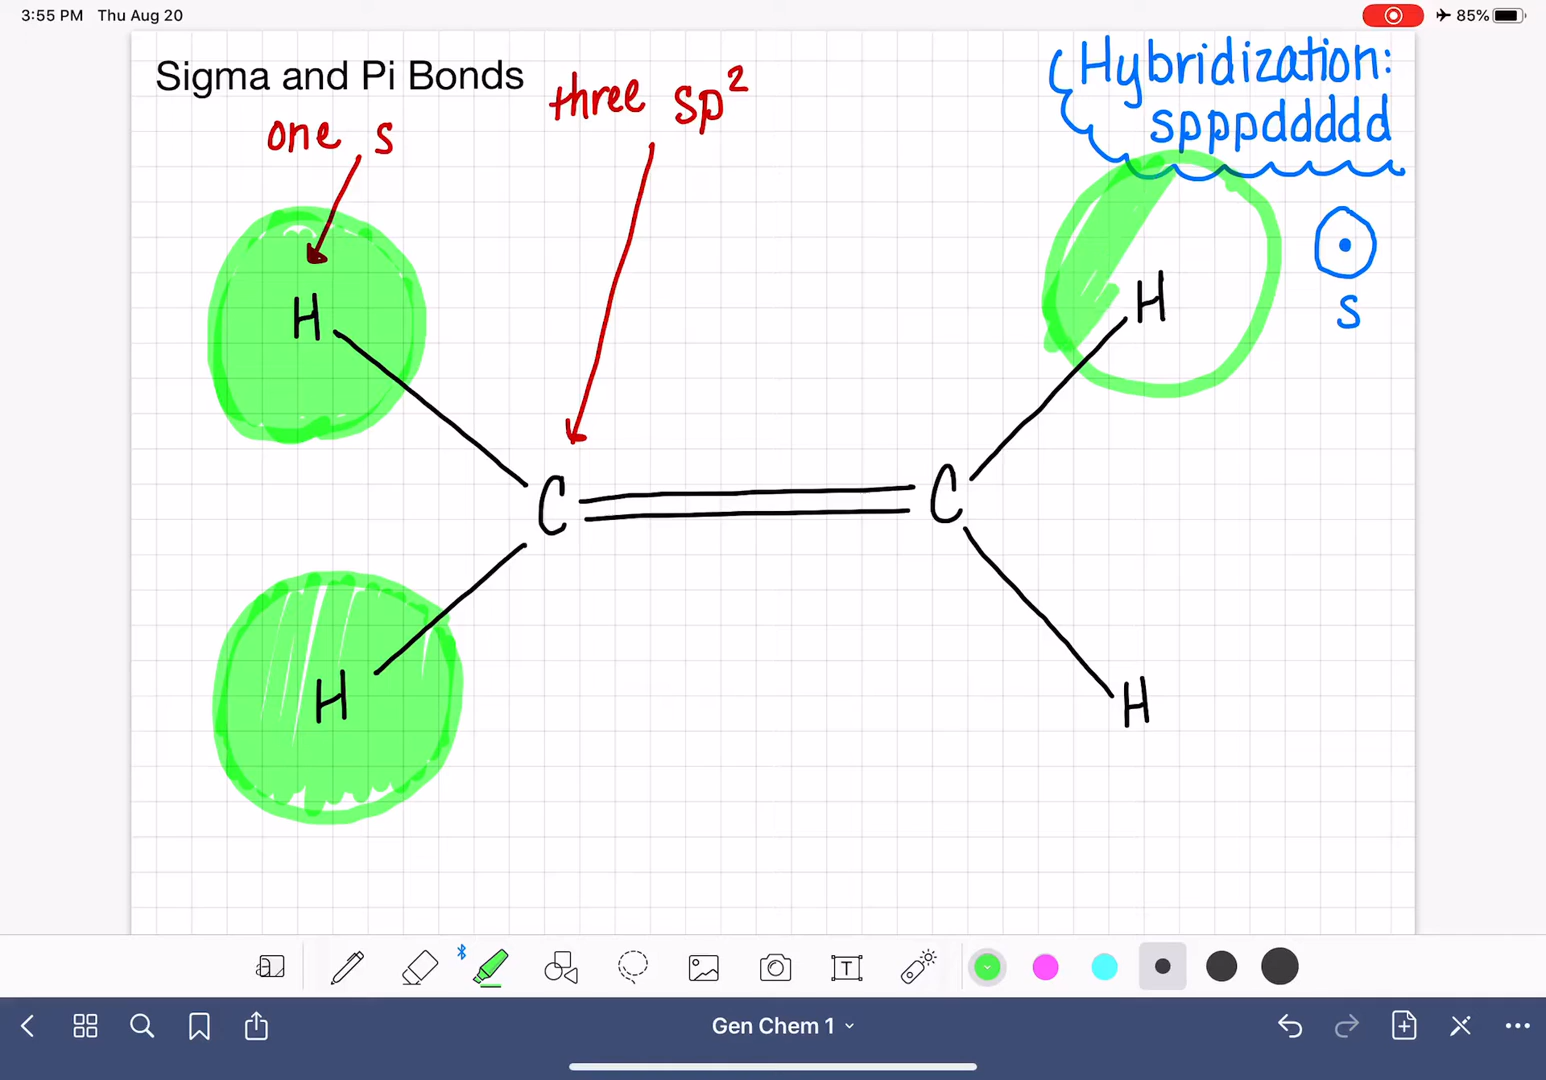 3:55 PM Thu Aug 20
85%
Sigma and Pi Bonds
one s
three sp²
Hybridization:
spppddddd
s
H
H
C
C
H
H
T
Gen Chem 1